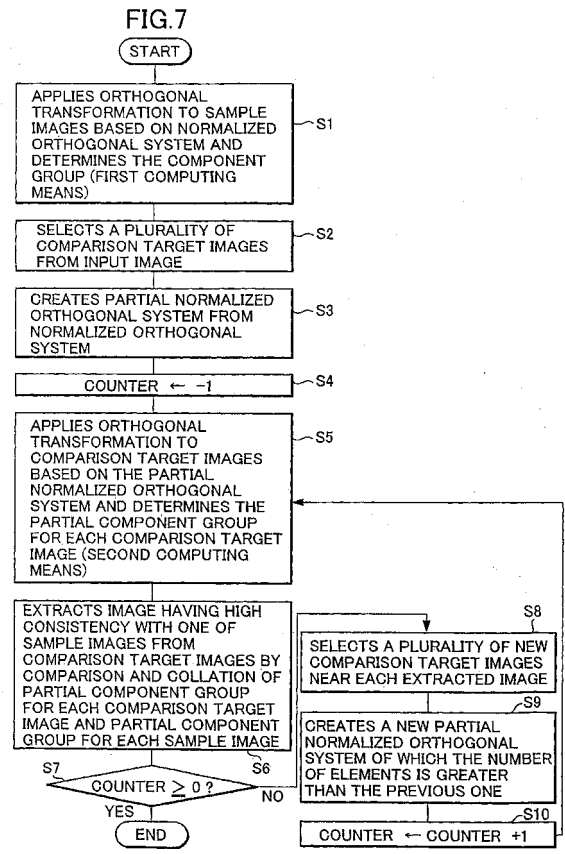 FIG.7
START
APPLIES ORTHOGONAL
TRANSFORMATION TO SAMPLE
IMAGES BASED ON NORMALIZED
ORTHOGONAL SYSTEM AND
DETERMINES THE COMPONENT
GROUP (FIRST COMPUTING
MEANS)
S1
SELECTS A PLURALITY OF
COMPARISON TARGET IMAGES
FROM INPUT IMAGE
S2
CREATES PARTIAL NORMALIZED
ORTHOGONAL SYSTEM FROM
NORMALIZED ORTHOGONAL
SYSTEM
S3
COUNTER ← -1
S4
APPLIES ORTHOGONAL
TRANSFORMATION TO
COMPARISON TARGET IMAGES
BASED ON THE PARTIAL
NORMALIZED ORTHOGONAL
SYSTEM AND DETERMINES THE
PARTIAL COMPONENT GROUP
FOR EACH COMPARISON TARGET
IMAGE (SECOND COMPUTING
MEANS)
S5
EXTRACTS IMAGE HAVING HIGH
CONSISTENCY WITH ONE OF
SAMPLE IMAGES FROM
COMPARISON TARGET IMAGES BY
COMPARISON AND COLLATION OF
PARTIAL COMPONENT GROUP
FOR EACH COMPARISON TARGET
IMAGE AND PARTIAL COMPONENT
GROUP FOR EACH SAMPLE IMAGE
S6
S7
COUNTER ≥ 0 ?
NO
YES
END
S8
SELECTS A PLURALITY OF NEW
COMPARISON TARGET IMAGES
NEAR EACH EXTRACTED IMAGE
S9
CREATES A NEW PARTIAL
NORMALIZED ORTHOGONAL
SYSTEM OF WHICH THE NUMBER
OF ELEMENTS IS GREATER
THAN THE PREVIOUS ONE
S10
COUNTER ← COUNTER +1